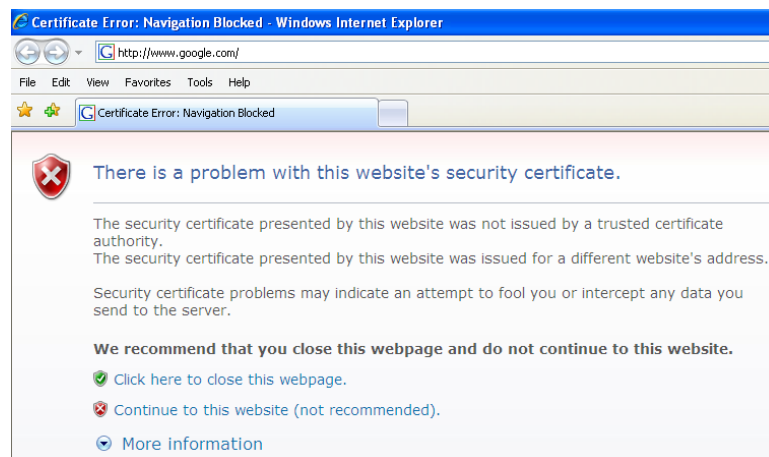 Certificate Error: Navigation Blocked - Windows Internet Explorer
http://www.google.com/
File Edit View Favorites Tools Help
Certificate Error: Navigation Blocked
There is a problem with this website's security certificate.
The security certificate presented by this website was not issued by a trusted certificate
authority.
The security certificate presented by this website was issued for a different website's address.
Security certificate problems may indicate an attempt to fool you or intercept any data you
send to the server.
We recommend that you close this webpage and do not continue to this website.
Click here to close this webpage.
Continue to this website (not recommended).
More information